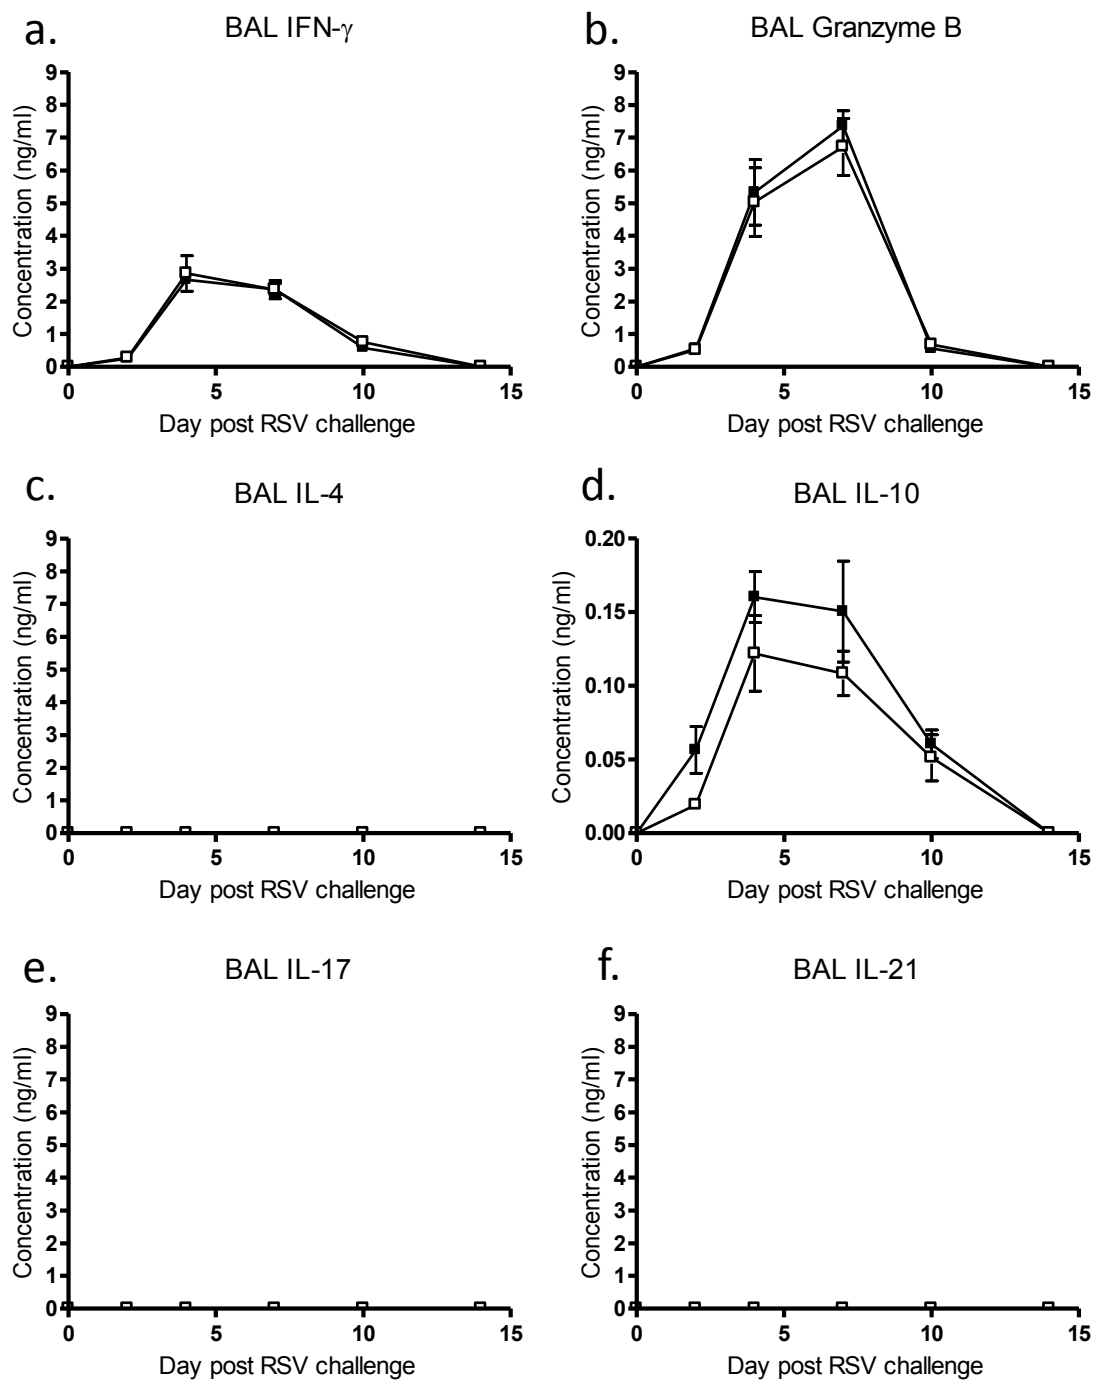 a.
BAL IFN-γ
9
8
7
6
5
4
3
2
1
0
Concentration (ng/ml)
0 5 10 15
Day post RSV challenge
b.
BAL Granzyme B
9
8
7
6
5
4
3
2
1
0
Concentration (ng/ml)
0 5 10 15
Day post RSV challenge
c.
BAL IL-4
9
8
7
6
5
4
3
2
1
0
Concentration (ng/ml)
0 5 10 15
Day post RSV challenge
d.
BAL IL-10
0.20
0.15
0.10
0.05
0.00
Concentration (ng/ml)
0 5 10 15
Day post RSV challenge
e.
BAL IL-17
9
8
7
6
5
4
3
2
1
0
Concentration (ng/ml)
0 5 10 15
Day post RSV challenge
f.
BAL IL-21
9
8
7
6
5
4
3
2
1
0
Concentration (ng/ml)
0 5 10 15
Day post RSV challenge